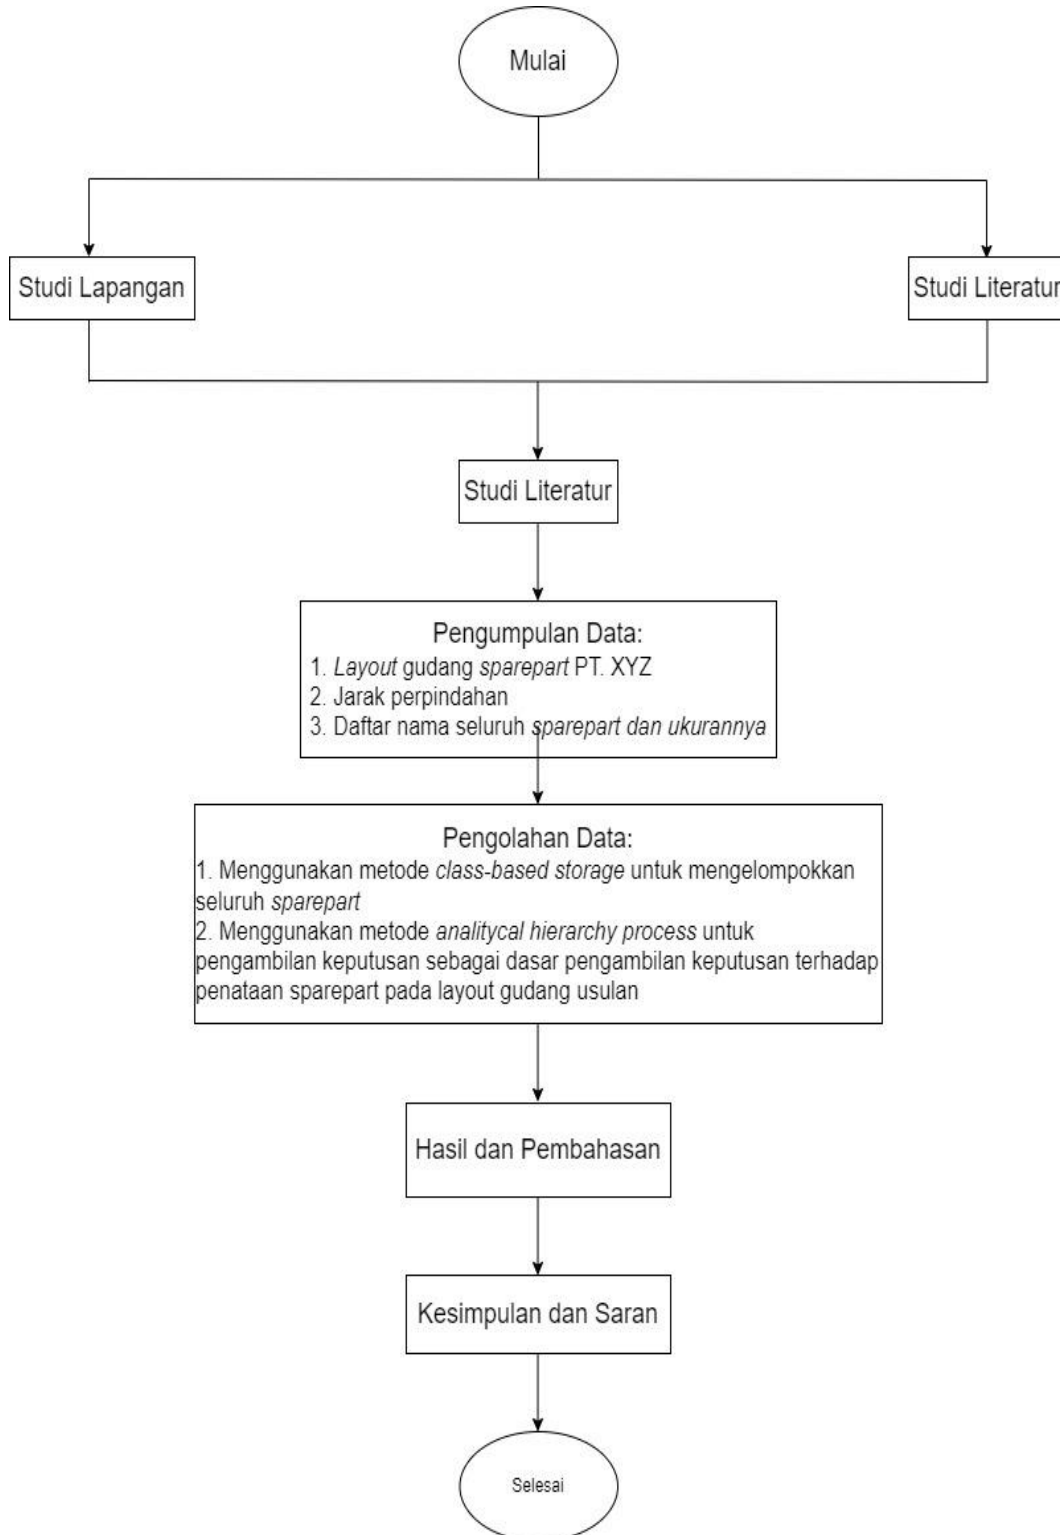 Mulai
Studi Lapangan
Studi Literatur
Studi Literatur
Pengumpulan Data:
1. Layout gudang sparepart PT. XYZ
2. Jarak perpindahan
3. Daftar nama seluruh sparepart dan ukurannya
Pengolahan Data:
1. Menggunakan metode class-based storage untuk mengelompokkan
seluruh sparepart
2. Menggunakan metode analitycal hierarchy process untuk
pengambilan keputusan sebagai dasar pengambilan keputusan terhadap
penataan sparepart pada layout gudang usulan
Hasil dan Pembahasan
Kesimpulan dan Saran
Selesai